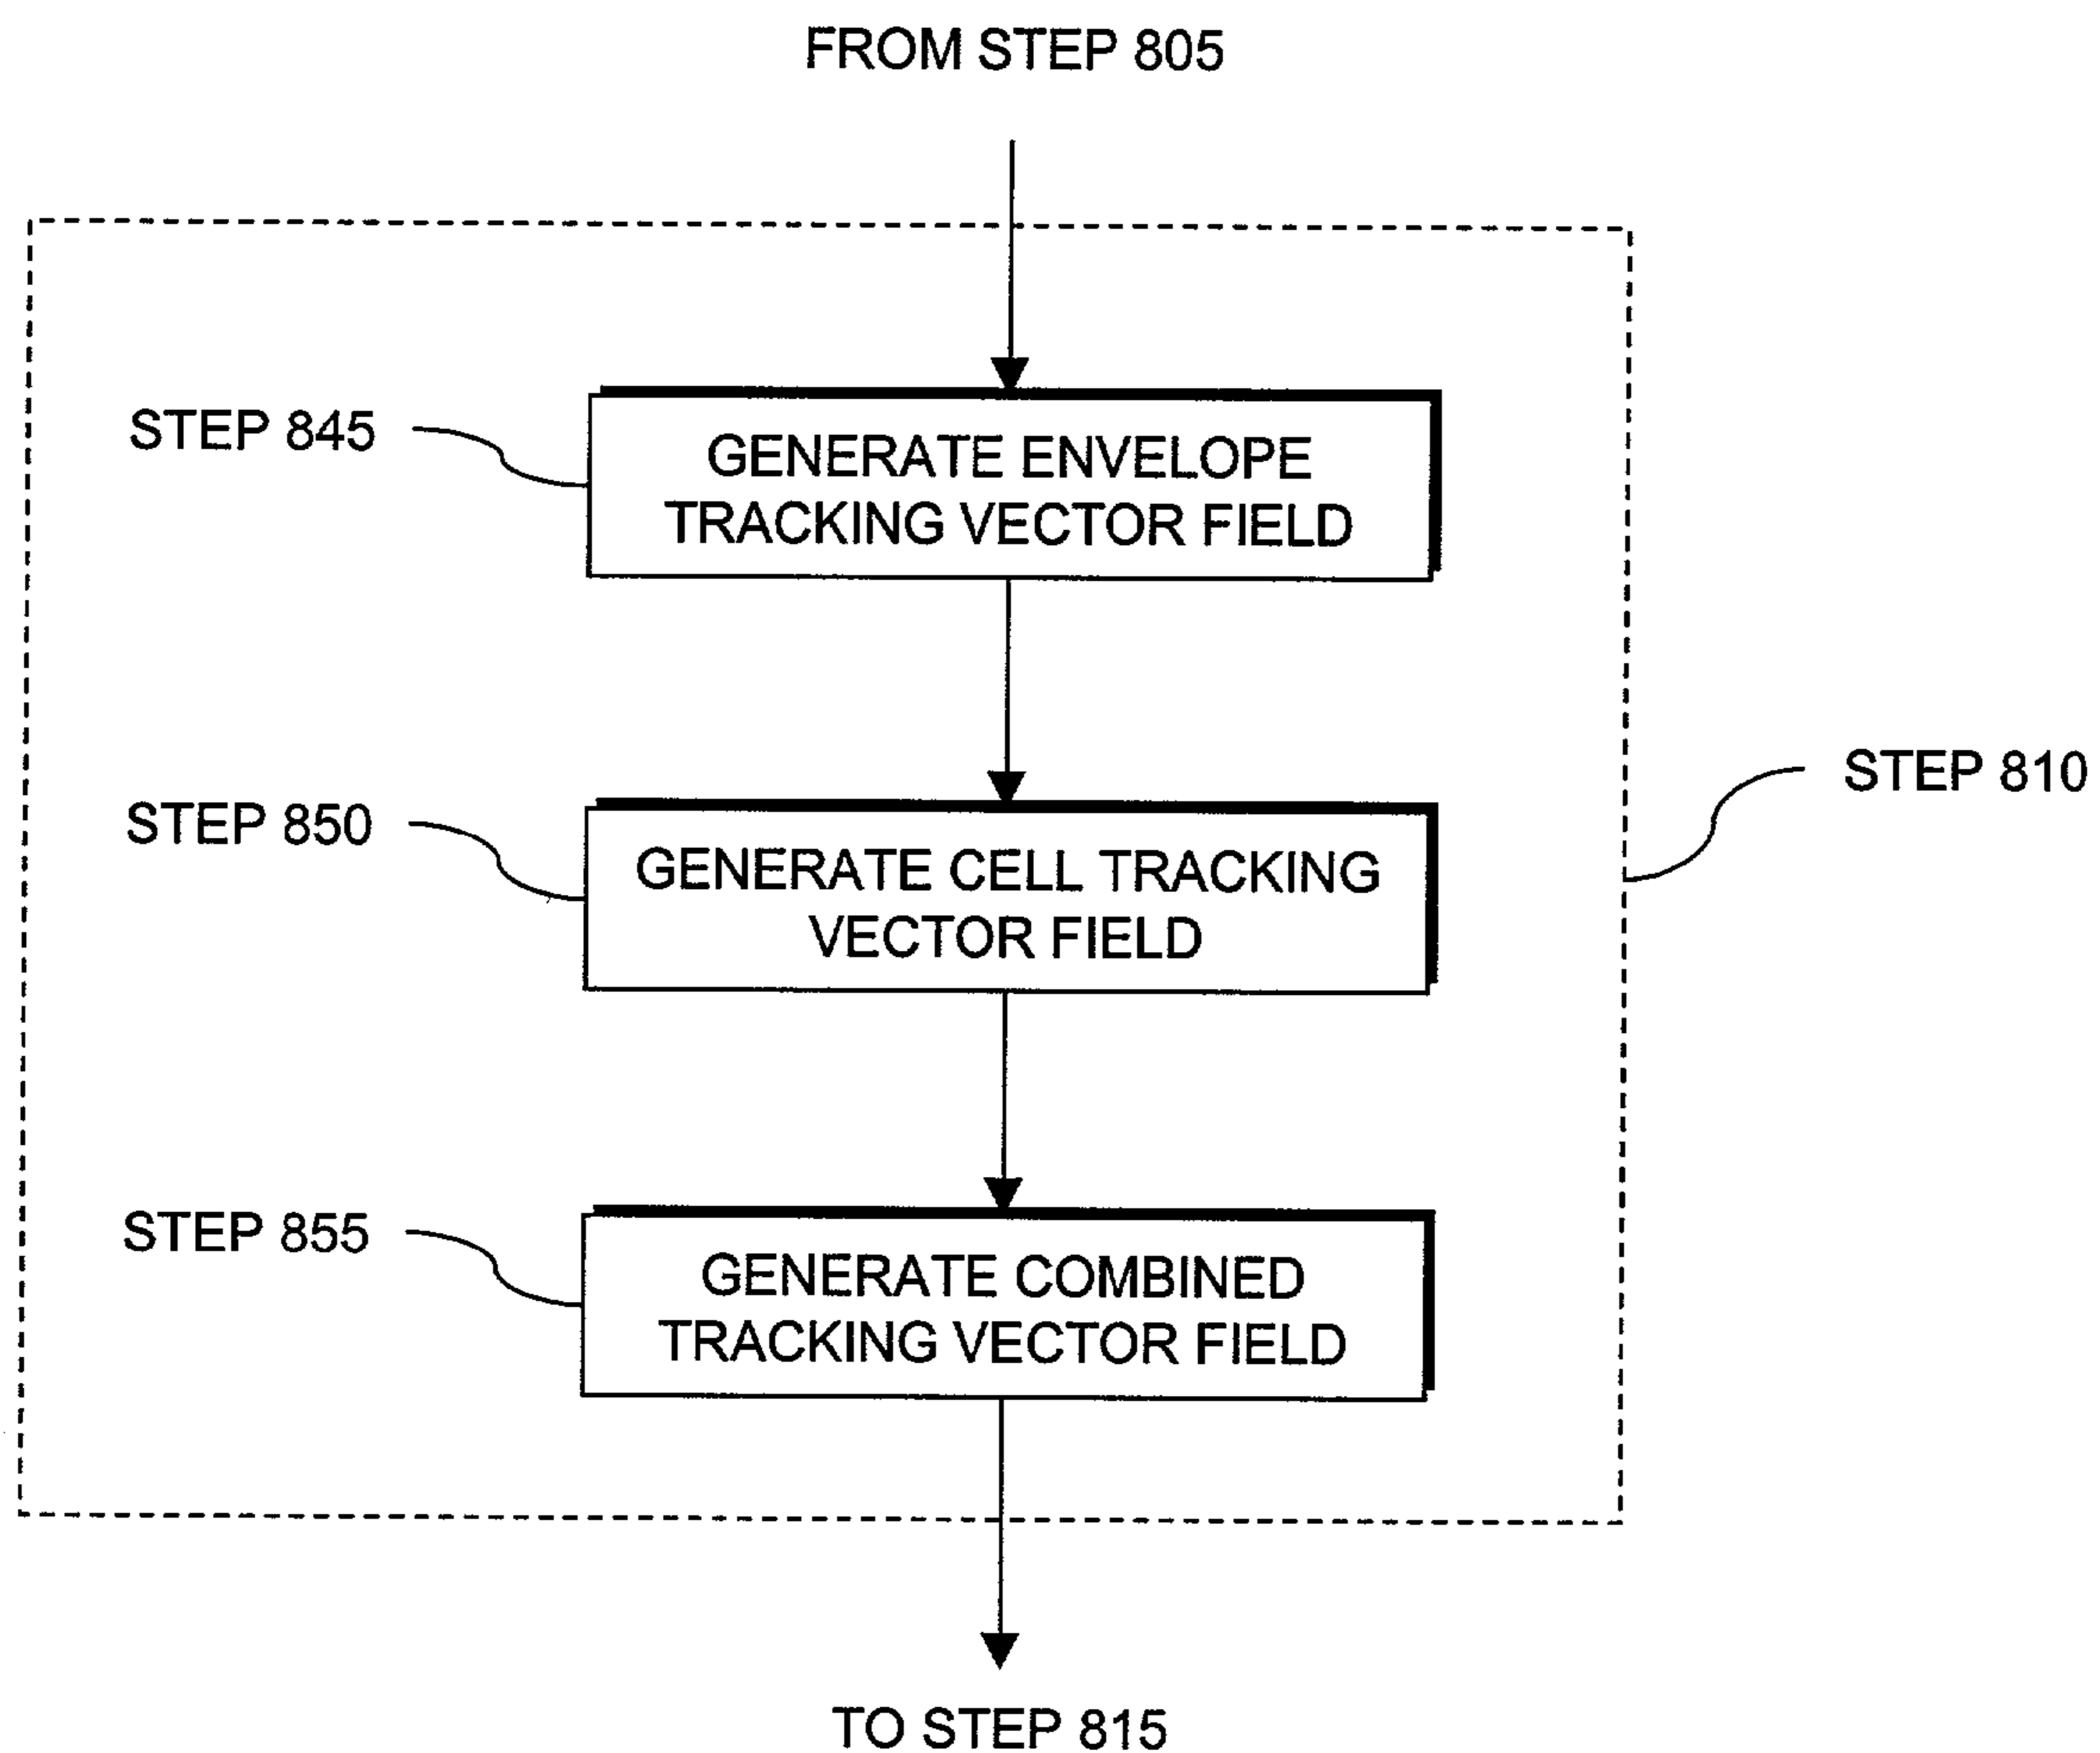 FROM STEP 805
STEP 845
GENERATE ENVELOPE
TRACKING VECTOR FIELD
STEP 810
STEP 850
GENERATE CELL TRACKING
VECTOR FIELD
STEP 855
GENERATE COMBINED
TRACKING VECTOR FIELD
TO STEP 815